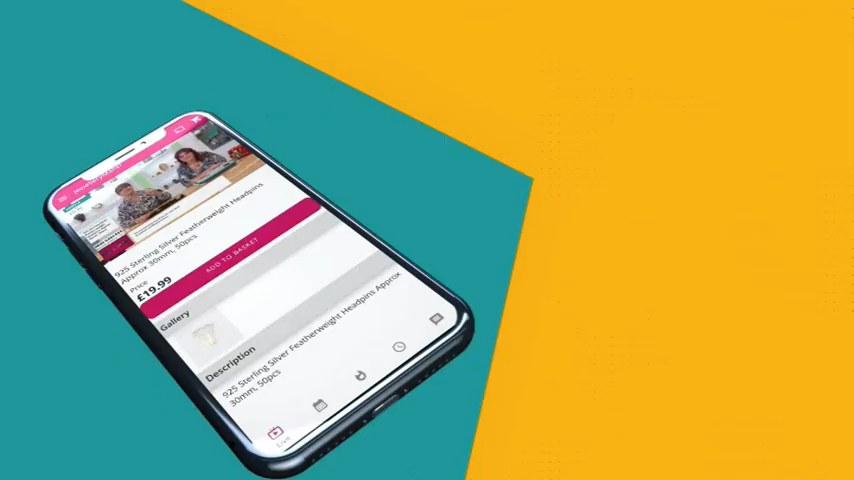 925 Sterling Silver Featherweight Headpins
Approx 30mm, 50pcs
Price
£19.99
ADD TO BASKET
Gallery
Description
925 Sterling Silver Featherweight Headpins Approx
30mm, 50pcs
Live